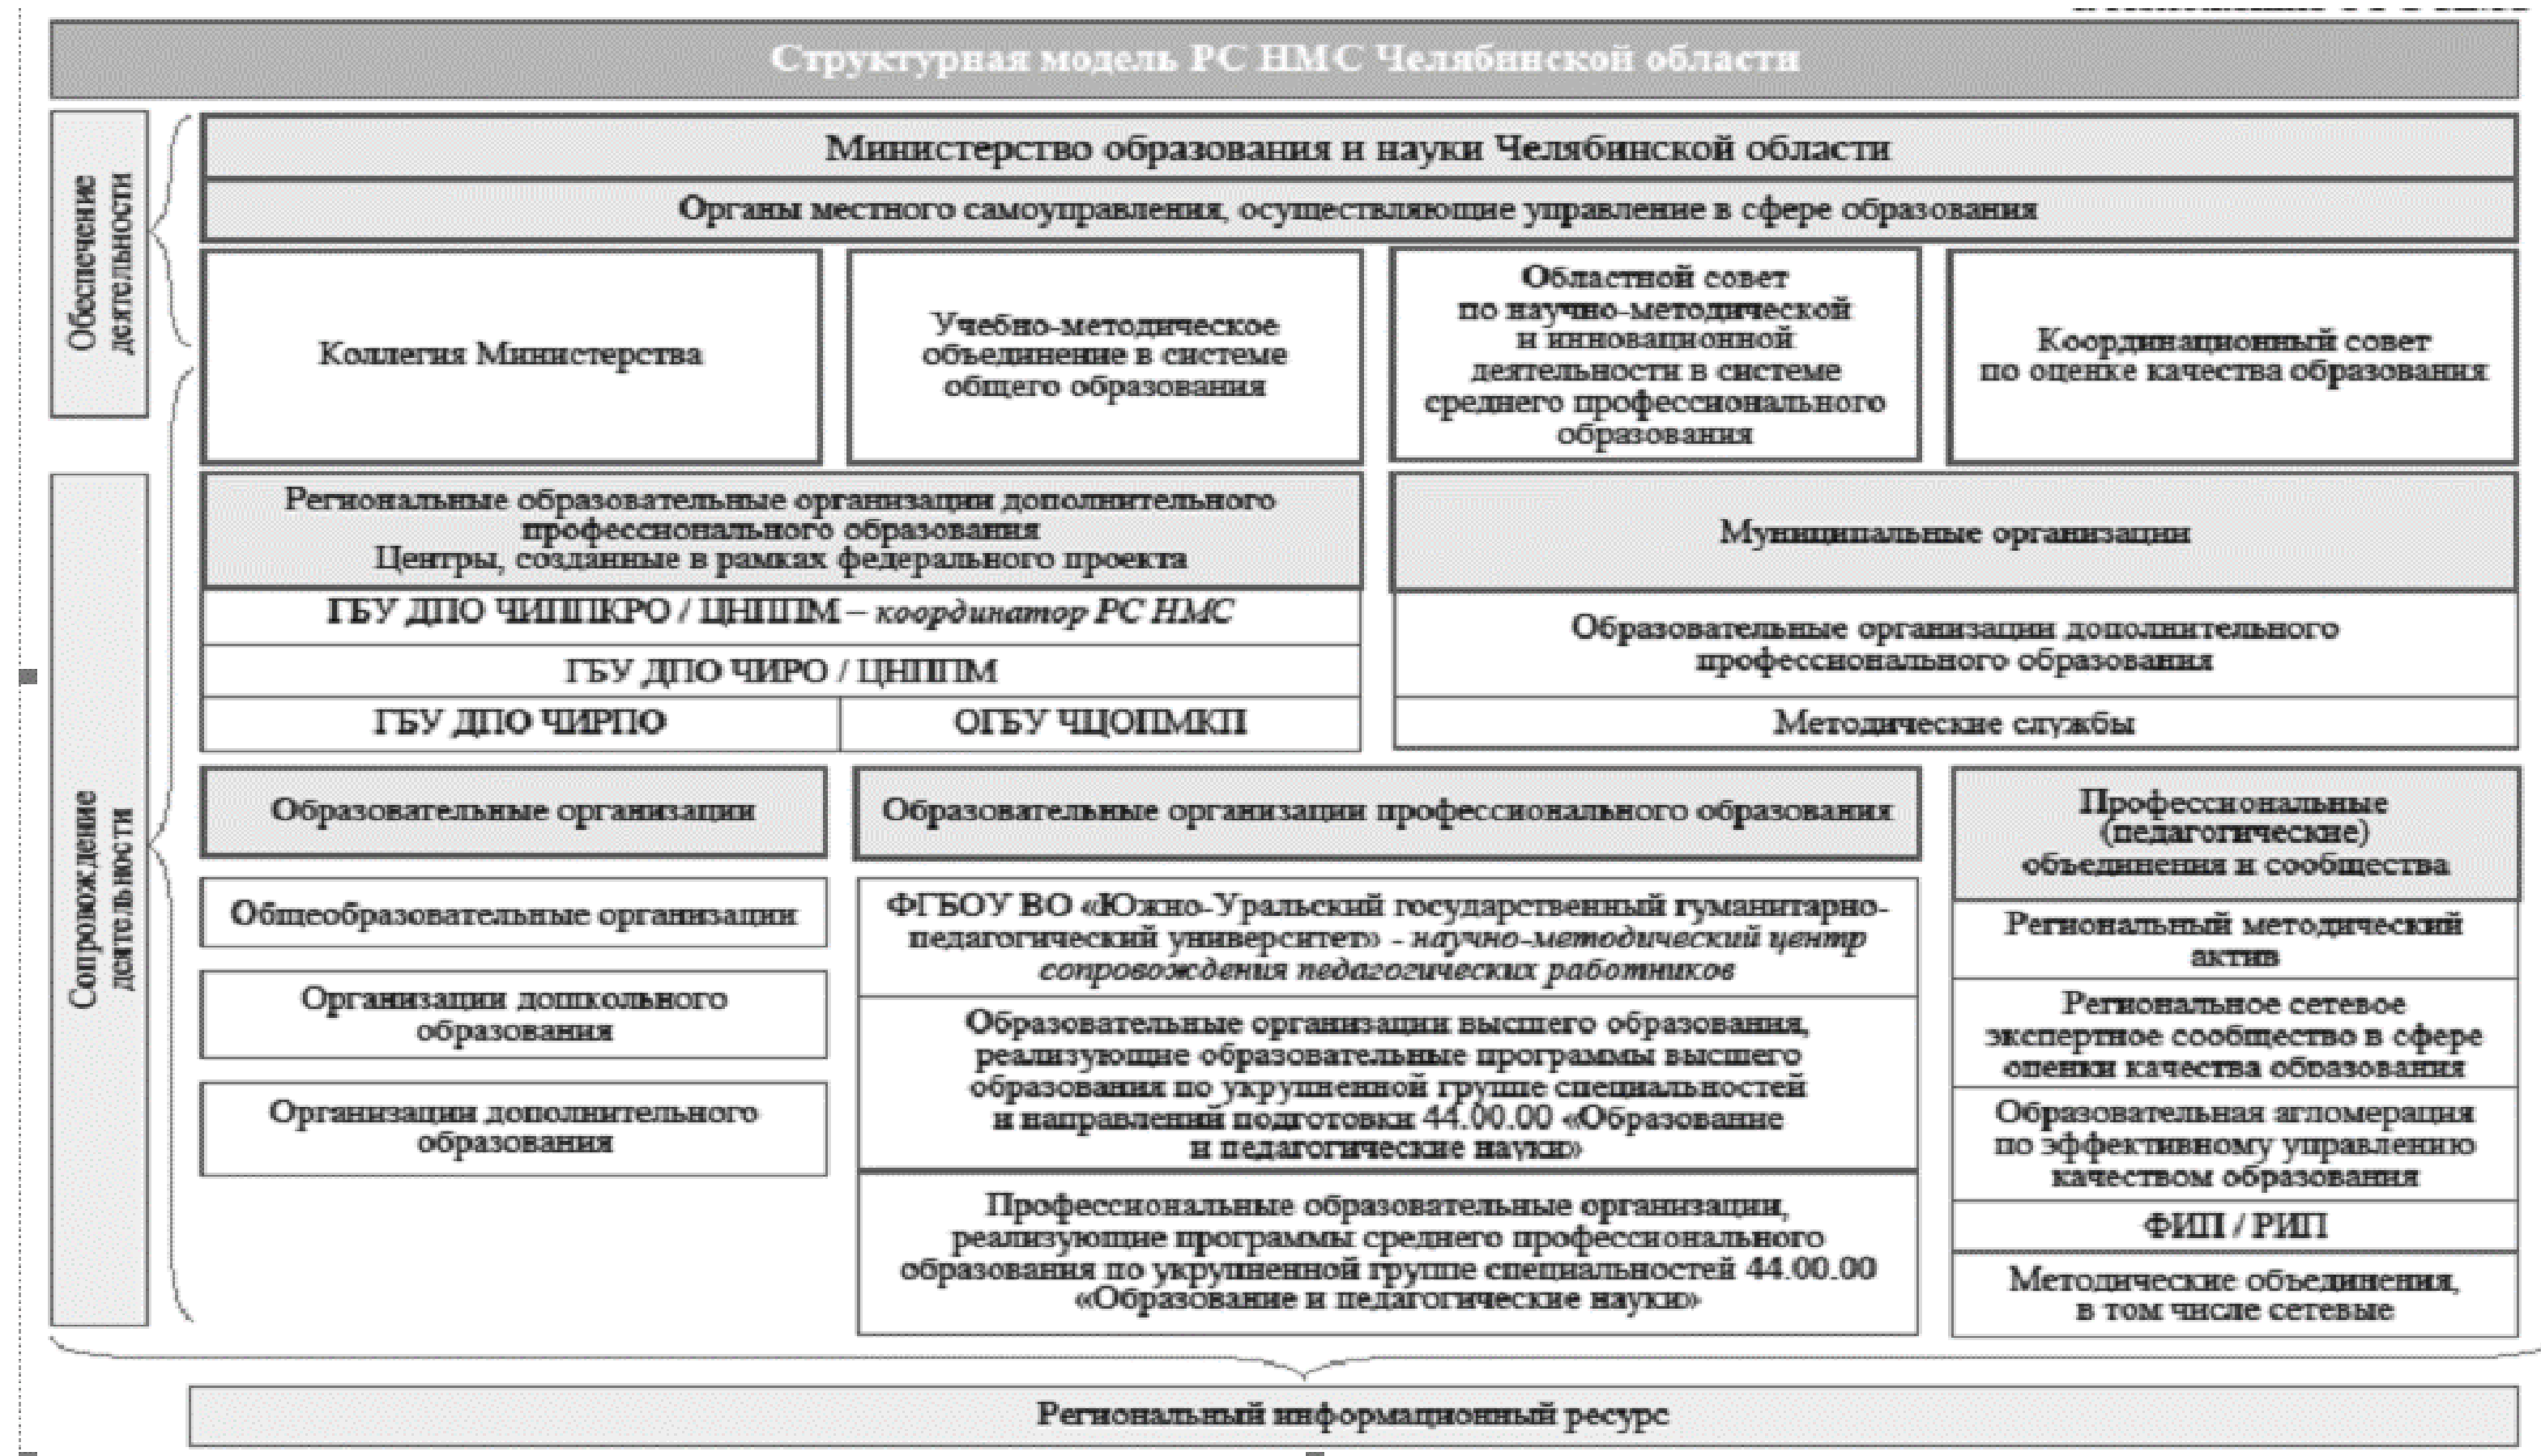 Структурная модель РС НМС Челябинской области
Обеспечение
деятельности
Министерство образования и науки Челябинской области
Органы местного самоуправления, осуществляющие управление в сфере образования
Коллегия Министерства
Учебно-методическое
объединение в системе
общего образования
Областной совет
по научно-методической
и инновационной
деятельности в системе
среднего профессионального
образования
Координационный совет
по оценке качества образования
Сопровождение
деятельности
Региональные образовательные организации дополнительного
профессионального образования
Центры, созданные в рамках федерального проекта
ГБУ ДПО ЧИППКРО / ЦНППМ – координатор РС НМС
ГБУ ДПО ЧИРО / ЦНППМ
ГБУ ДПО ЧИРПО
ОГБУ ЧЦОПМКП
Муниципальные организации
Образовательные организации дополнительного
профессионального образования
Методические службы
Образовательные организации
Общеобразовательные организации
Организации дошкольного
образования
Организации дополнительного
образования
Образовательные организации профессионального образования
ФГБОУ ВО «Южно-Уральский государственный гуманитарно-
педагогический университет» - научно-методический центр
сопровождения педагогических работников
Образовательные организации высшего образования,
реализующие образовательные программы высшего
образования по укрупненной группе специальностей
и направлений подготовки 44.00.00 «Образование
и педагогические науки»
Профессиональные образовательные организации,
реализующие программы среднего профессионального
образования по укрупненной группе специальностей 44.00.00
«Образование и педагогические науки»
Профессиональные
(педагогические)
объединения и сообщества
Региональный методический
актив
Региональное сетевое
экспертное сообщество в сфере
оценки качества образования
Образовательная агломерация
по эффективному управлению
качеством образования
ФИП / РИП
Методические объединения,
в том числе сетевые
Региональный информационный ресурс